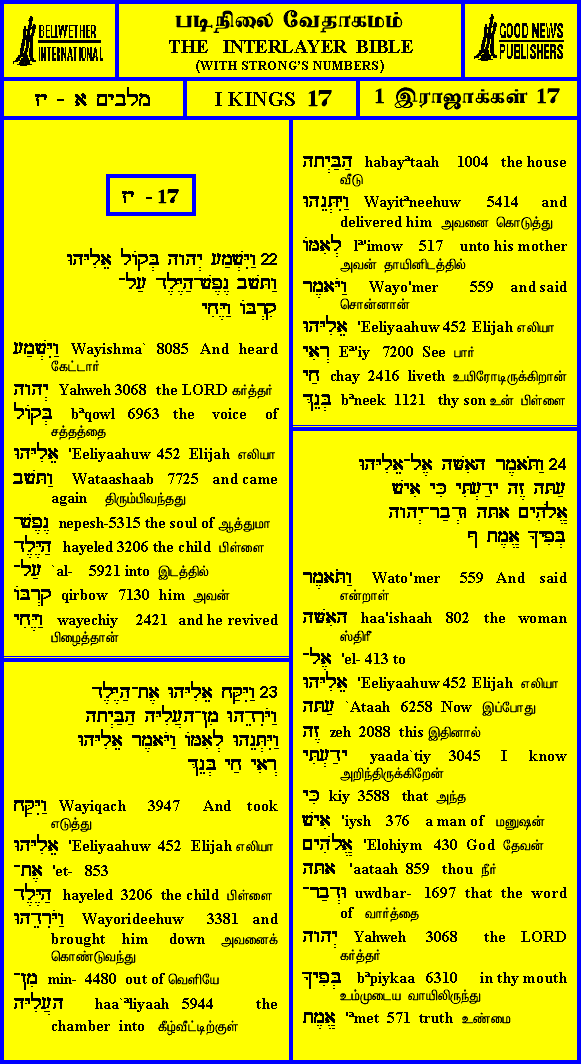 BELLWETHER
INTERNATIONAL
படிநிலை வேதாகமம்
THE INTERLAYER BIBLE
(WITH STRONG'S NUMBERS)
GOOD NEWS
PUBLISHERS
מלכים א - יז
I KINGS 17
1 இராஜாக்கள் 17
יז - 17
22 וַיִּשְׁמַע יְהוָה בְּקוֹל אֵלִיָּהוּ
וַתָּשָׁב נֶפֶשׁ־הַיֶּלֶד עַל־
קִרְבּוֹ וַיֶּחִי
וַיִּשְׁמַע Wayishma` 8085 And heard
கேட்டார்
יְהוָה Yahweh 3068 the LORD கர்த்தர்
בְּקוֹל bªqowl 6963 the voice of
சத்தத்தை
אֵלִיָּהוּ 'Eeliyaahuw 452 Elijah எலியா
וַתָּשָׁב Wataashaab 7725 and came
again திரும்பிவந்தது
נֶפֶשׁ־ nepesh-5315 the soul of ஆத்துமா
הַיֶּלֶד hayeled 3206 the child பிள்ளை
עַל־ `al- 5921 into இடத்தில்
קִרְבּוֹ qirbow 7130 him அவன்
וַיֶּחִי wayechiy 2421 and he revived
பிழைத்தான்
23 וַיִּקַּח אֵלִיָּהוּ אֶת־הַיֶּלֶד
וַיֹּרִדֵהוּ מִן־הָעֲלִיָּה הַבַּיְתָה
וַיִּתְּנֵהוּ לְאִמּוֹ וַיֹּאמֶר אֵלִיָּהוּ
רְאִי חַי בְּנֵךְ
וַיִּקַּח Wayiqach 3947 And took
எடுத்து
אֵלִיָּהוּ 'Eeliyaahuw 452 Elijah எலியா
אֶת־ 'et- 853
הַיֶּלֶד hayeled 3206 the child பிள்ளை
וַיֹּרִדֵהוּ Wayorideehuw 3381 and
brought him down அவனைக்
கொண்டுவந்து
מִן־ min- 4480 out of வெளியே
הָעֲלִיָּה haa`ªliyaah 5944 the
chamber into கீழ்வீட்டிற்குள்
הַבַּיְתָה habayªtaah 1004 the house
வீடு
וַיִּתְּנֵהוּ Wayitªneehuw 5414 and
delivered him அவனை கொடுத்து
לְאִמּוֹ lª'imow 517 unto his mother
அவன் தாயினிடத்தில்
וַיֹּאמֶר Wayo'mer 559 and said
சொன்னான்
אֵלִיָּהוּ 'Eeliyaahuw 452 Elijah எலியா
רְאִי Eª'iy 7200 See பார்
חַי chay 2416 liveth உயிரோடிருக்கிறான்
בְּנֵךְ bªneek 1121 thy son உன் பிள்ளை
24 וַתֹּאמֶר הָאִשָּׁה אֶל־אֵלִיָּהוּ
עַתָּה זֶה יָדַעְתִּי כִּי אִישׁ
אֱלֹהִים אָתָּה וּדְבַר־יְהוָה
בְּפִיךָ אֱמֶת פ
וַתֹּאמֶר Wato'mer 559 And said
என்றாள்
הָאִשָּׁה haa'ishaah 802 the woman
ஸ்திரீ
אֶל־ 'el- 413 to
אֵלִיָּהוּ 'Eeliyaahuw 452 Elijah எலியா
עַתָּה `Ataah 6258 Now இப்போது
זֶה zeh 2088 this இதினால்
יָדַעְתִּי yaada`tiy 3045 I know
அறிந்திருக்கிறேன்
כִּי kiy 3588 that அந்த
אִישׁ 'iysh 376 a man of மனுஷன்
אֱלֹהִים 'Elohiym 430 God தேவன்
אָתָּה 'aataah 859 thou நீர்
וּדְבַר־ uwdbar- 1697 that the word
of வார்த்தை
יְהוָה Yahweh 3068 the LORD
கர்த்தர்
בְּפִיךָ bªpiykaa 6310 in thy mouth
உம்முடைய வாயிலிருந்து
אֱמֶת 'ªmet 571 truth உண்மை